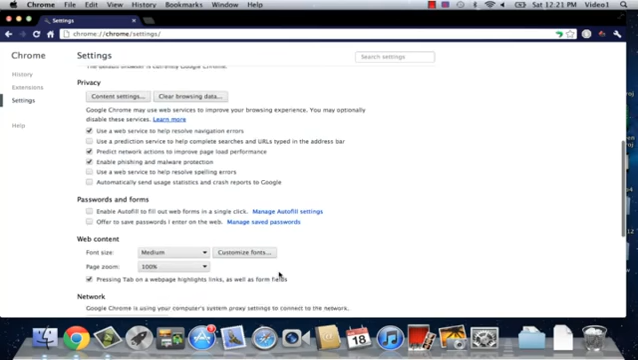 Chrome File Edit View History Bookmarks Window Help
Sat 12:21 PM Video1
Settings
chrome://chrome/settings/
Chrome
Settings
Search settings
History
Extensions
Settings
Help
The default browser is currently Google Chrome.
Privacy
Content settings...
Clear browsing data...
Google Chrome may use web services to improve your browsing experience. You may optionally
disable these services. Learn more
Use a web service to help resolve navigation errors
Use a prediction service to help complete searches and URLs typed in the address bar
Predict network actions to improve page load performance
Enable phishing and malware protection
Use a web service to help resolve spelling errors
Automatically send usage statistics and crash reports to Google
Passwords and forms
Enable Autofill to fill out web forms in a single click. Manage Autofill settings
Offer to save passwords I enter on the web. Manage saved passwords
Web content
Font size: Medium Customize fonts...
Page zoom: 100%
Pressing Tab on a webpage highlights links, as well as form fields
Network
Google Chrome is using your computer's system proxy settings to connect to the network.
18